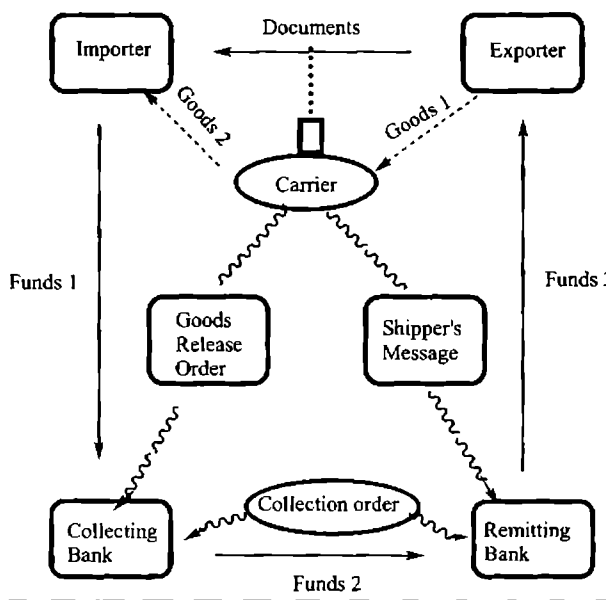 Documents
Importer
Exporter
Goods 2
Goods 1
Carrier
Funds 1
Funds
Goods
Release
Order
Shipper's
Message
Collection order
Collecting
Bank
Remitting
Bank
Funds 2